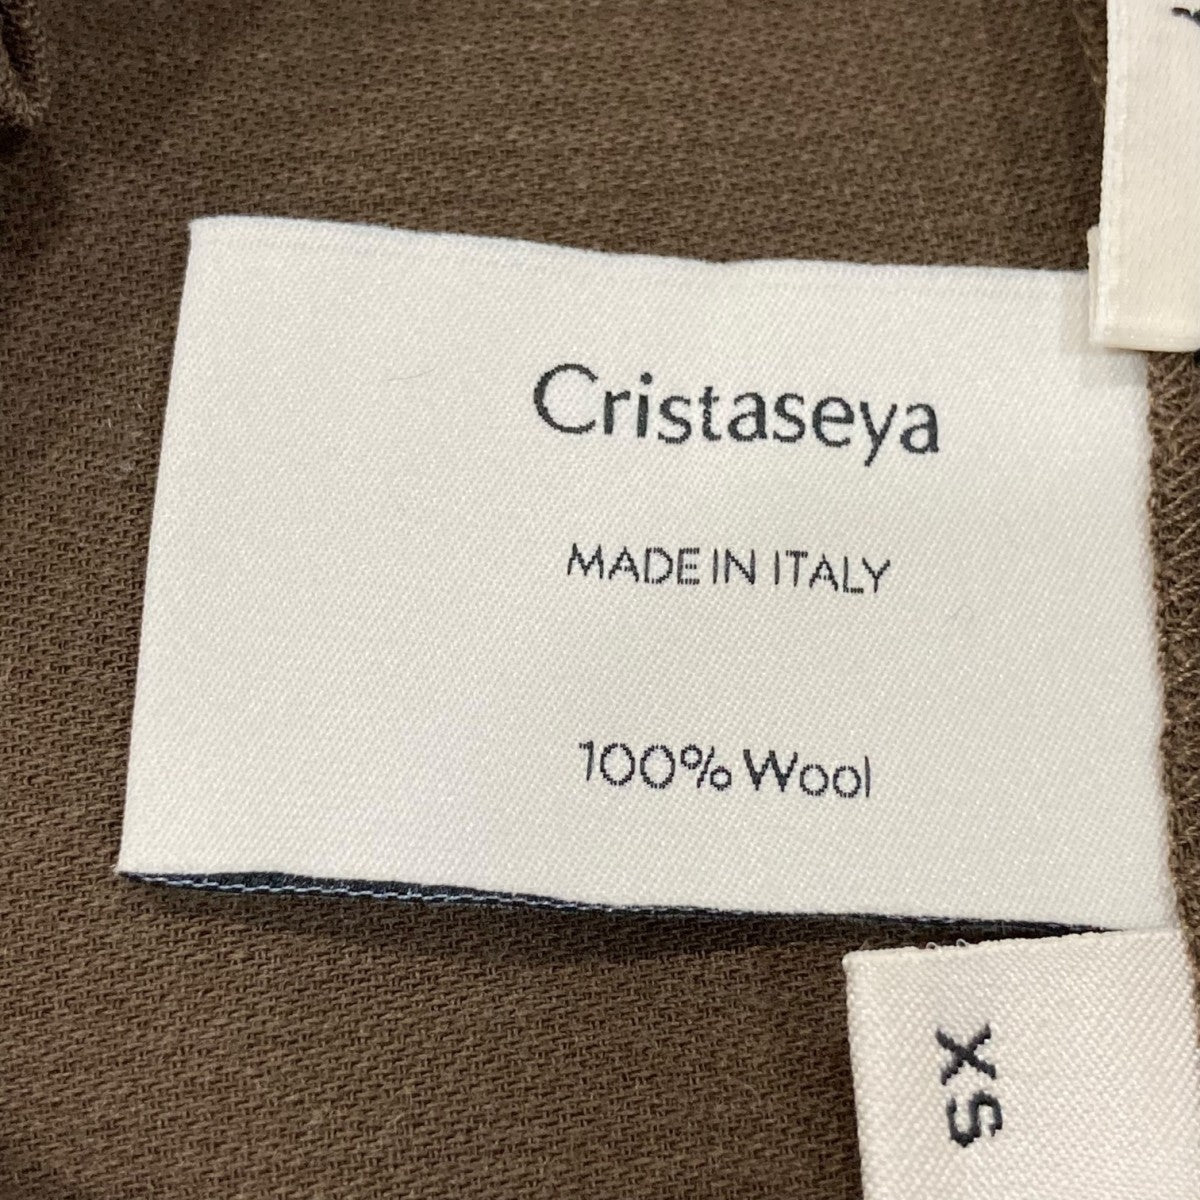 Cristaseya
MADE IN ITALY
100% Wool
XS